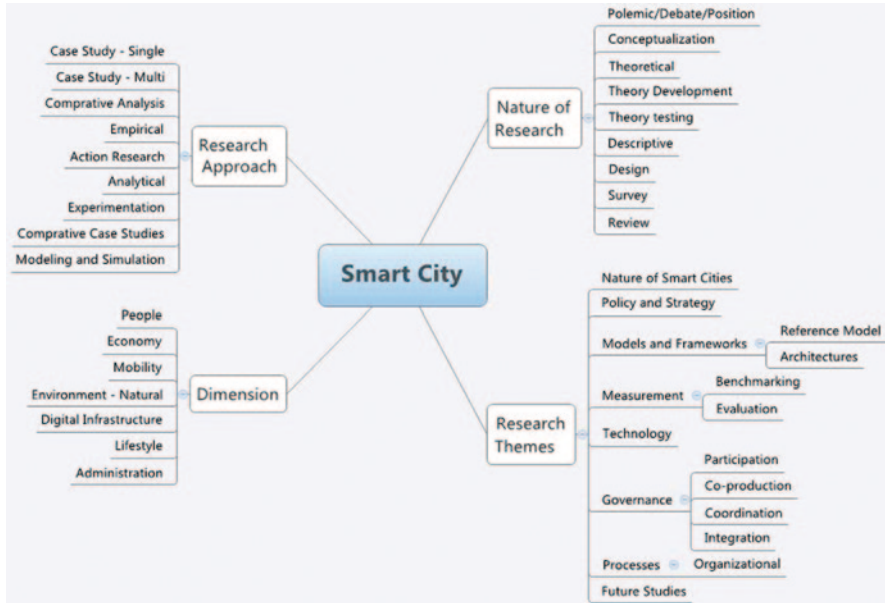 Smart City
Research
Approach
Case Study - Single
Case Study - Multi
Comprative Analysis
Empirical
Action Research
Analytical
Experimentation
Comprative Case Studies
Modeling and Simulation
Dimension
People
Economy
Mobility
Environment - Natural
Digital Infrastructure
Lifestyle
Administration
Nature of
Research
Polemic/Debate/Position
Conceptualization
Theoretical
Theory Development
Theory testing
Descriptive
Design
Survey
Review
Research
Themes
Nature of Smart Cities
Policy and Strategy
Models and Frameworks
Reference Model
Architectures
Measurement
Benchmarking
Evaluation
Technology
Governance
Participation
Co-production
Coordination
Integration
Processes
Organizational
Future Studies